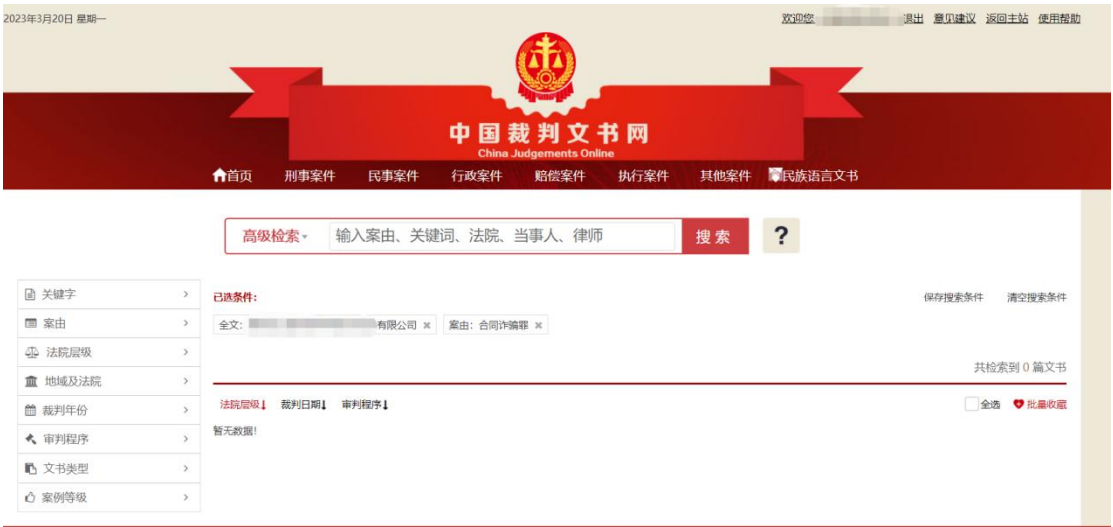 2023年3月20日 星期一
欢迎您 退出 意见建议 返回主站 使用帮助
中国裁判文书网
China Judgements Online
首页 刑事案件 民事案件 行政案件 赔偿案件 执行案件 其他案件 民族语言文书
高级检索 输入案由、关键词、法院、当事人、律师 搜索 ?
关键字
案由
法院层级
地域及法院
裁判年份
审判程序
文书类型
案例等级
已选条件: 保存搜索条件 清空搜索条件
全文: 有限公司 × 案由: 合同诈骗罪 ×
共检索到 0 篇文书
法院层级↓ 裁判日期↓ 审判程序↓ 全选 批量收藏
暂无数据!